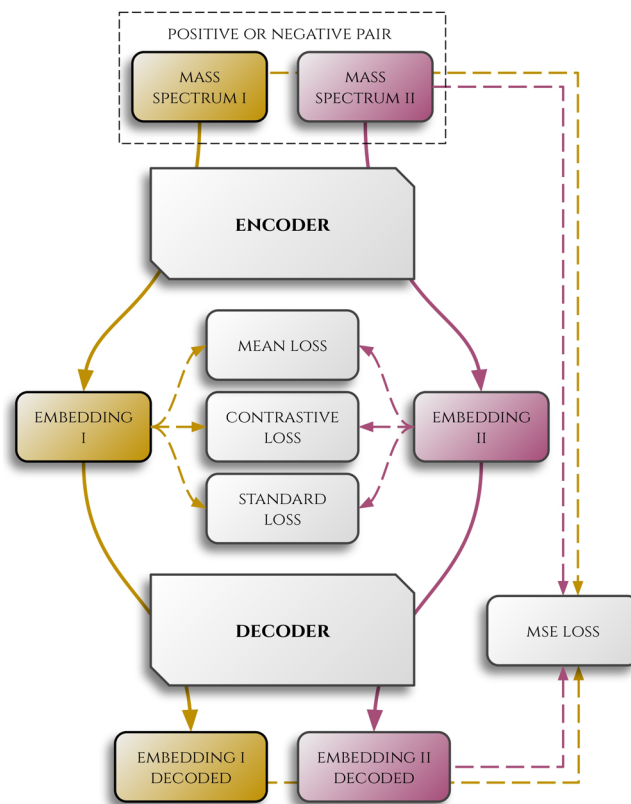 POSITIVE OR NEGATIVE PAIR
MASS
SPECTRUM I
MASS
SPECTRUM II
ENCODER
MEAN LOSS
EMBEDDING
I
CONTRASTIVE
LOSS
EMBEDDING
II
STANDARD
LOSS
DECODER
MSE LOSS
EMBEDDING I
DECODED
EMBEDDING II
DECODED